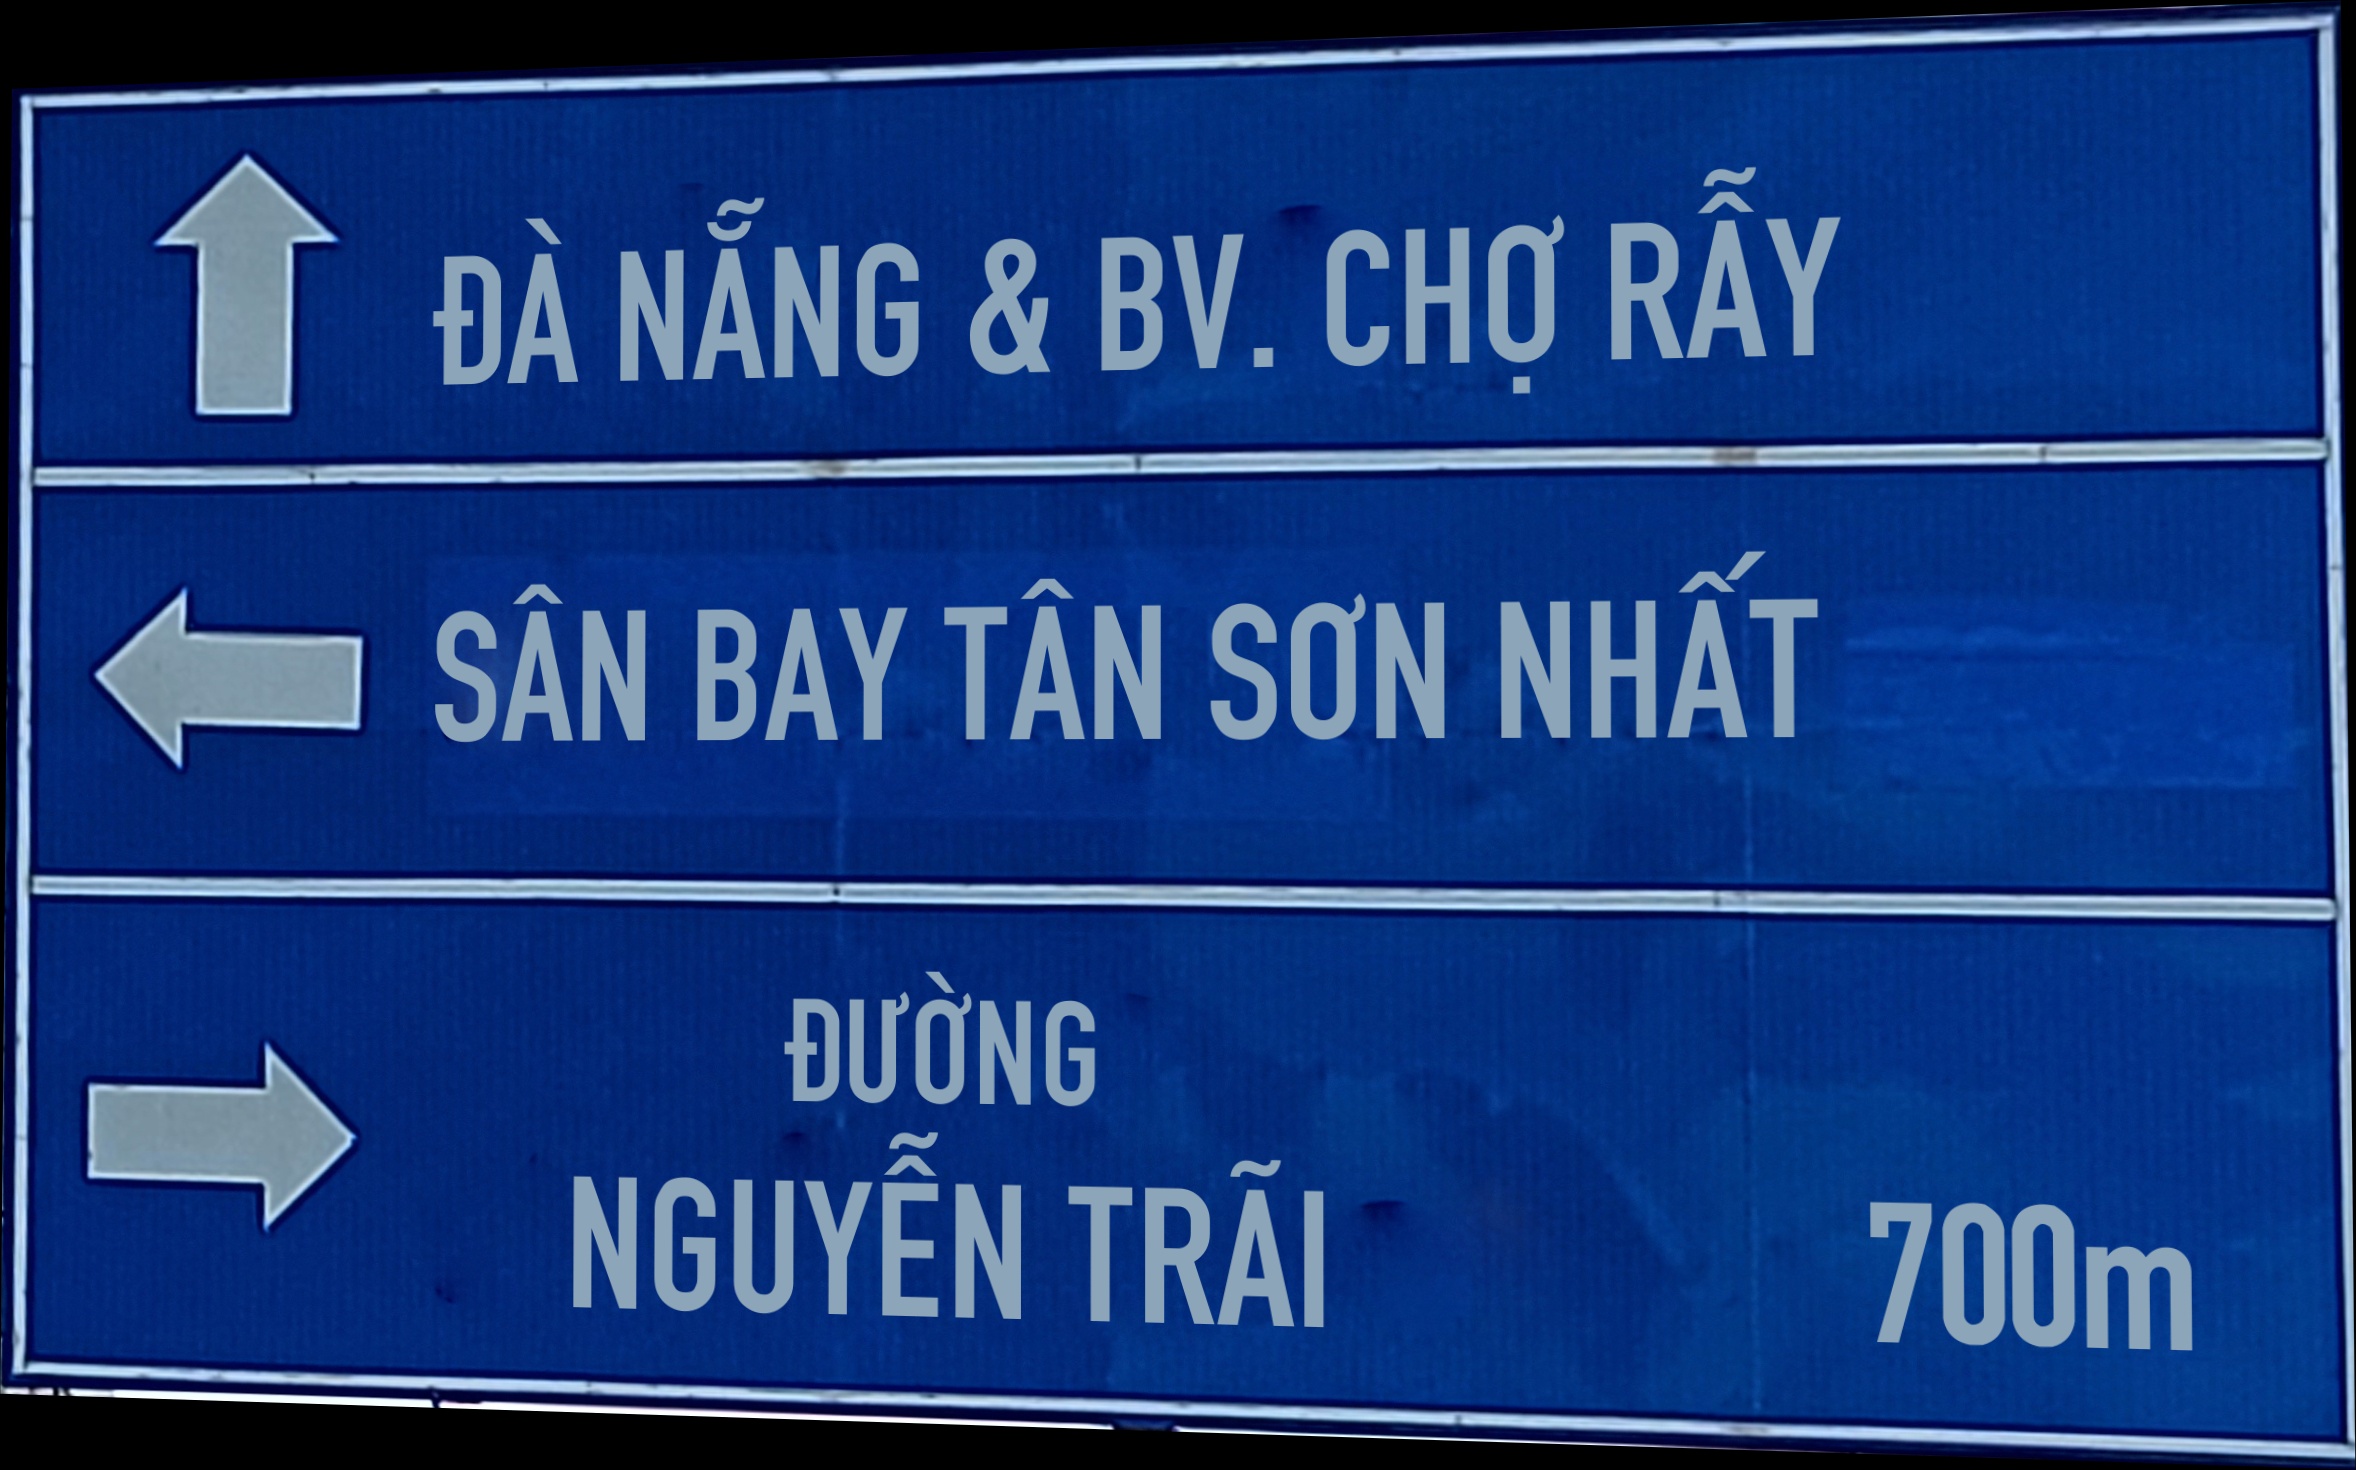 ĐÀ NẴNG & BV. CHỢ RẪY
SÂN BAY TÂN SƠN NHẤT
ĐƯỜNG
NGUYỄN TRÃI
700m